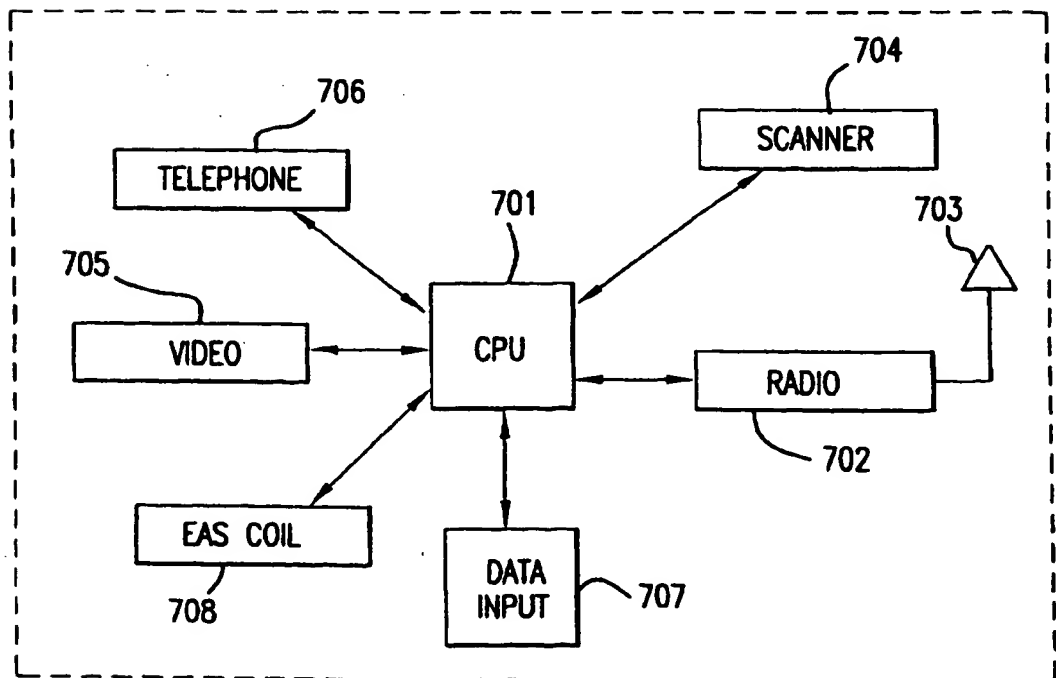 704
SCANNER
706
TELEPHONE
701
CPU
703
705
VIDEO
RADIO
702
EAS COIL
708
DATA
INPUT
707